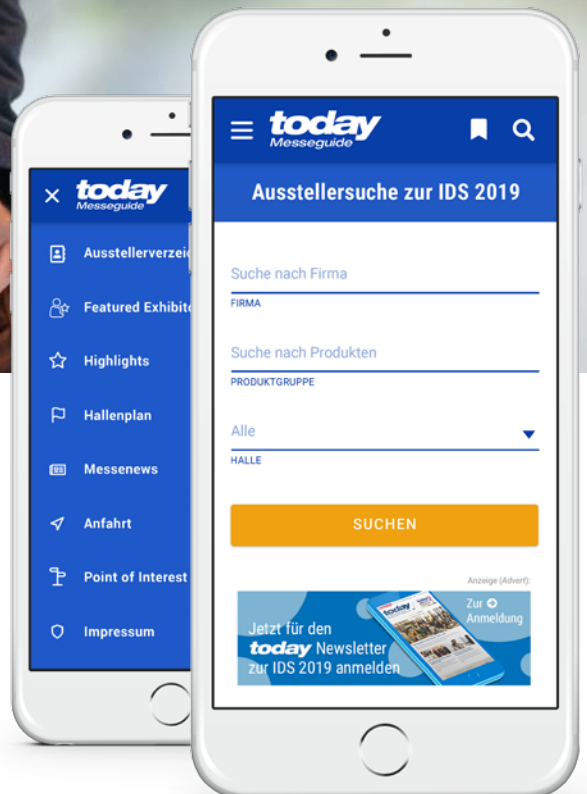 today
Messeguide
Ausstellerverzei
Featured Exhibit
Highlights
Hallenplan
Messenews
Anfahrt
Point of Interest
Impressum
today
Messeguide
Ausstellersuche zur IDS 2019
Suche nach Firma
FIRMA
Suche nach Produkten
PRODUKTGRUPPE
Alle
HALLE
SUCHEN
Anzeige (Advert):
Jetzt für den
today Newsletter
zur IDS 2019 anmelden
Zur
Anmeldung
today